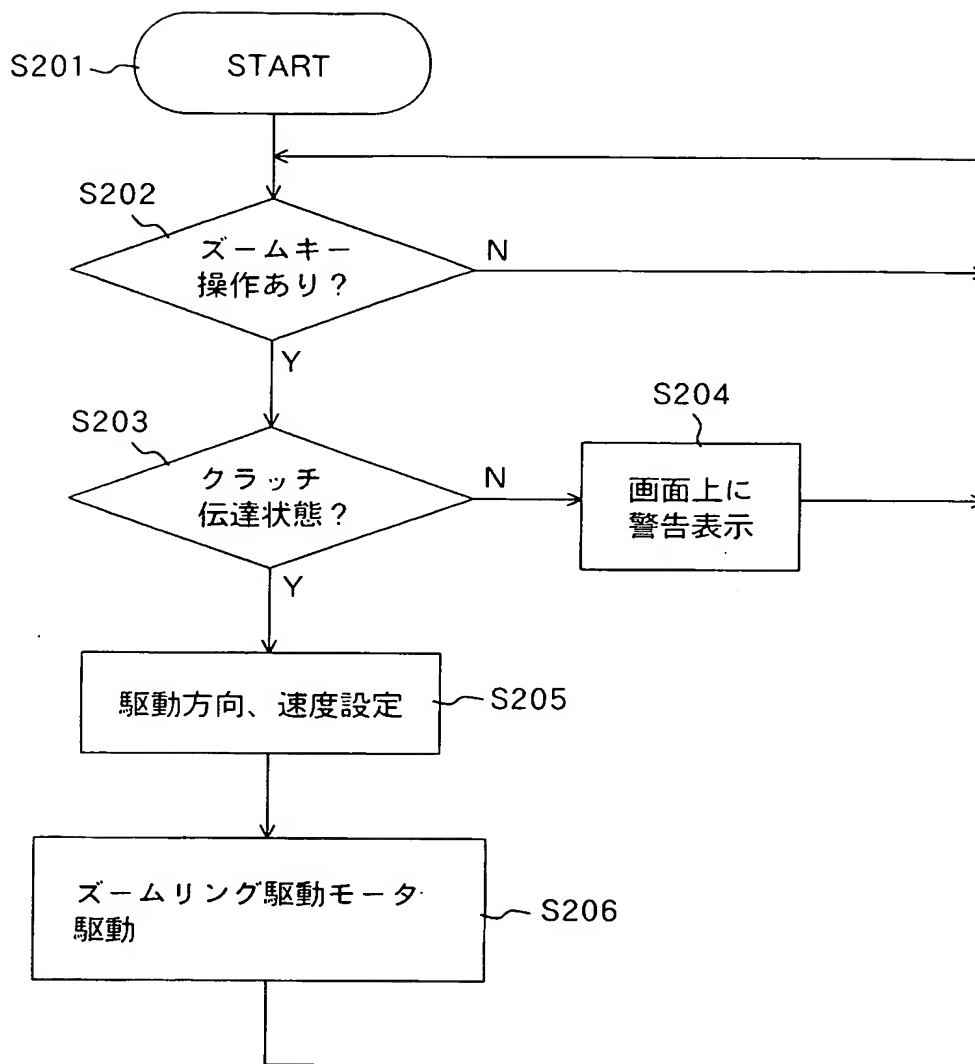 S201
START
S202
ズームキー
操作あり？
N
Y
S203
クラッチ
伝達状態？
N
Y
S204
画面上に
警告表示
駆動方向、速度設定
S205
ズームリング駆動モータ
駆動
S206